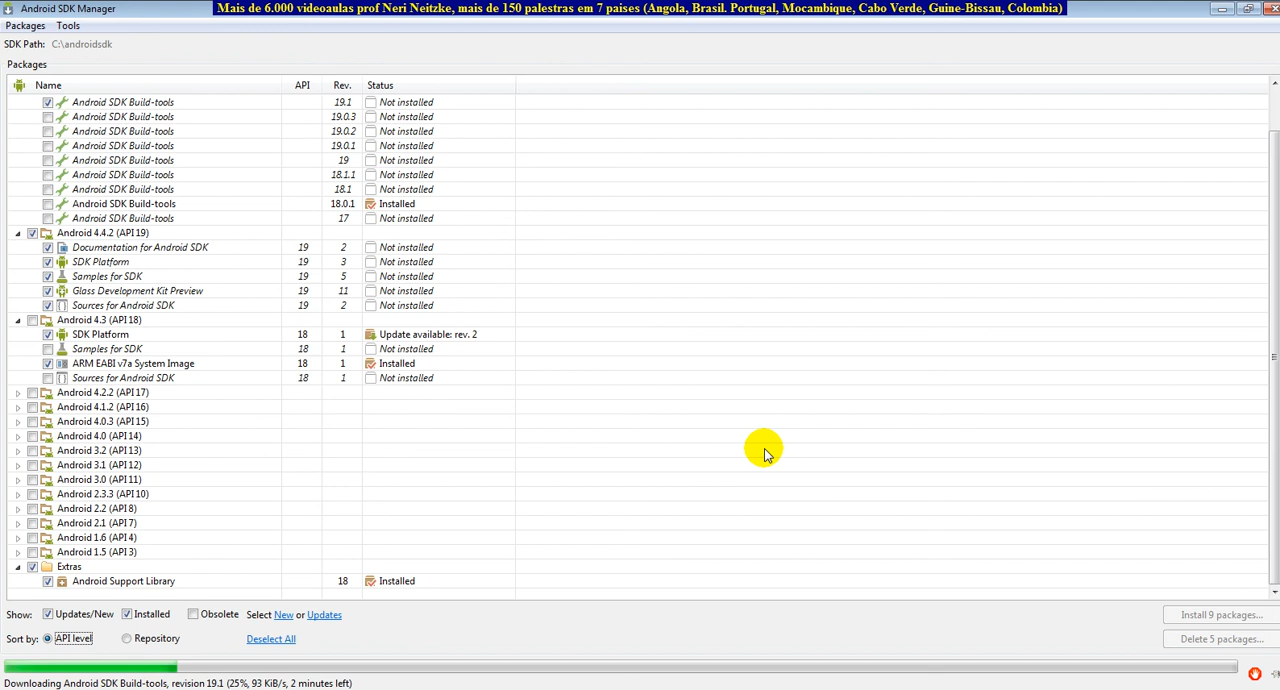 Android SDK Manager
Mais de 6.000 videoaulas prof Neri Neitzke, mais de 150 palestras em 7 paises (Angola, Brasil. Portugal, Mocambique, Cabo Verde, Guine-Bissau, Colombia)
Packages Tools
SDK Path: C:\androidsdk
Packages
Name API Rev. Status
Android SDK Build-tools 19.1 Not installed
Android SDK Build-tools 19.0.3 Not installed
Android SDK Build-tools 19.0.2 Not installed
Android SDK Build-tools 19.0.1 Not installed
Android SDK Build-tools 19 Not installed
Android SDK Build-tools 18.1.1 Not installed
Android SDK Build-tools 18.1 Not installed
Android SDK Build-tools 18.0.1 Installed
Android SDK Build-tools 17 Not installed
Android 4.4.2 (API 19)
Documentation for Android SDK 19 2 Not installed
SDK Platform 19 3 Not installed
Samples for SDK 19 5 Not installed
Glass Development Kit Preview 19 11 Not installed
Sources for Android SDK 19 2 Not installed
Android 4.3 (API 18)
SDK Platform 18 1 Update available: rev. 2
Samples for SDK 18 1 Not installed
ARM EABI v7a System Image 18 1 Installed
Sources for Android SDK 18 1 Not installed
Android 4.2.2 (API 17)
Android 4.1.2 (API 16)
Android 4.0.3 (API 15)
Android 4.0 (API 14)
Android 3.2 (API 13)
Android 3.1 (API 12)
Android 3.0 (API 11)
Android 2.3.3 (API 10)
Android 2.2 (API 8)
Android 2.1 (API 7)
Android 1.6 (API 4)
Android 1.5 (API 3)
Extras
Android Support Library 18 Installed
Show: Updates/New Installed Obsolete Select New or Updates Install 9 packages...
Sort by: API level Repository Deselect All Delete 5 packages...
Downloading Android SDK Build-tools, revision 19.1 (25%, 93 KiB/s, 2 minutes left)